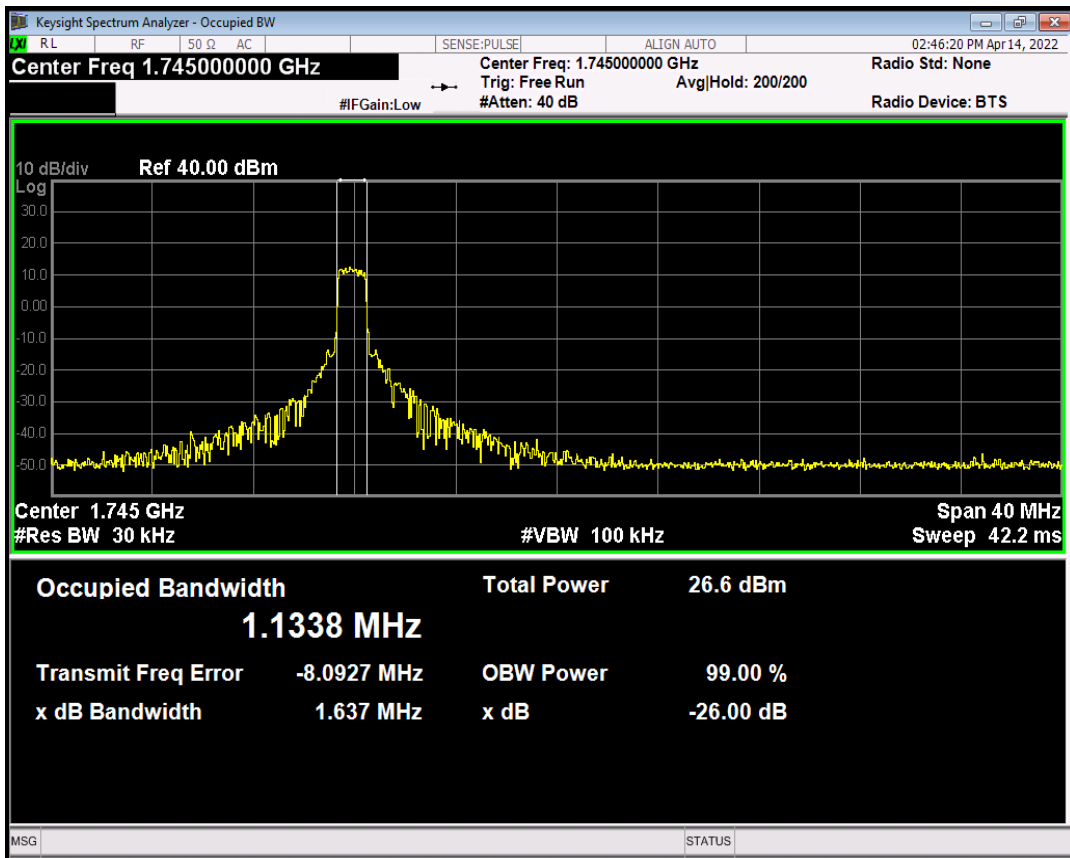 Keysight Spectrum Analyzer - Occupied BW
LXI RL RF 50 Ω AC SENSE:PULSE ALIGN AUTO 02:46:20 PM Apr 14, 2022
Center Freq 1.745000000 GHz Center Freq: 1.745000000 GHz Radio Std: None
Trig: Free Run Avg|Hold: 200/200
#IFGain:Low #Atten: 40 dB Radio Device: BTS
10 dB/div Ref 40.00 dBm
Log
30.0
20.0
10.0
0.00
-10.0
-20.0
-30.0
-40.0
-50.0
Center 1.745 GHz Span 40 MHz
#Res BW 30 kHz #VBW 100 kHz Sweep 42.2 ms
Occupied Bandwidth Total Power 26.6 dBm
1.1338 MHz
Transmit Freq Error -8.0927 MHz OBW Power 99.00 %
x dB Bandwidth 1.637 MHz x dB -26.00 dB
MSG STATUS